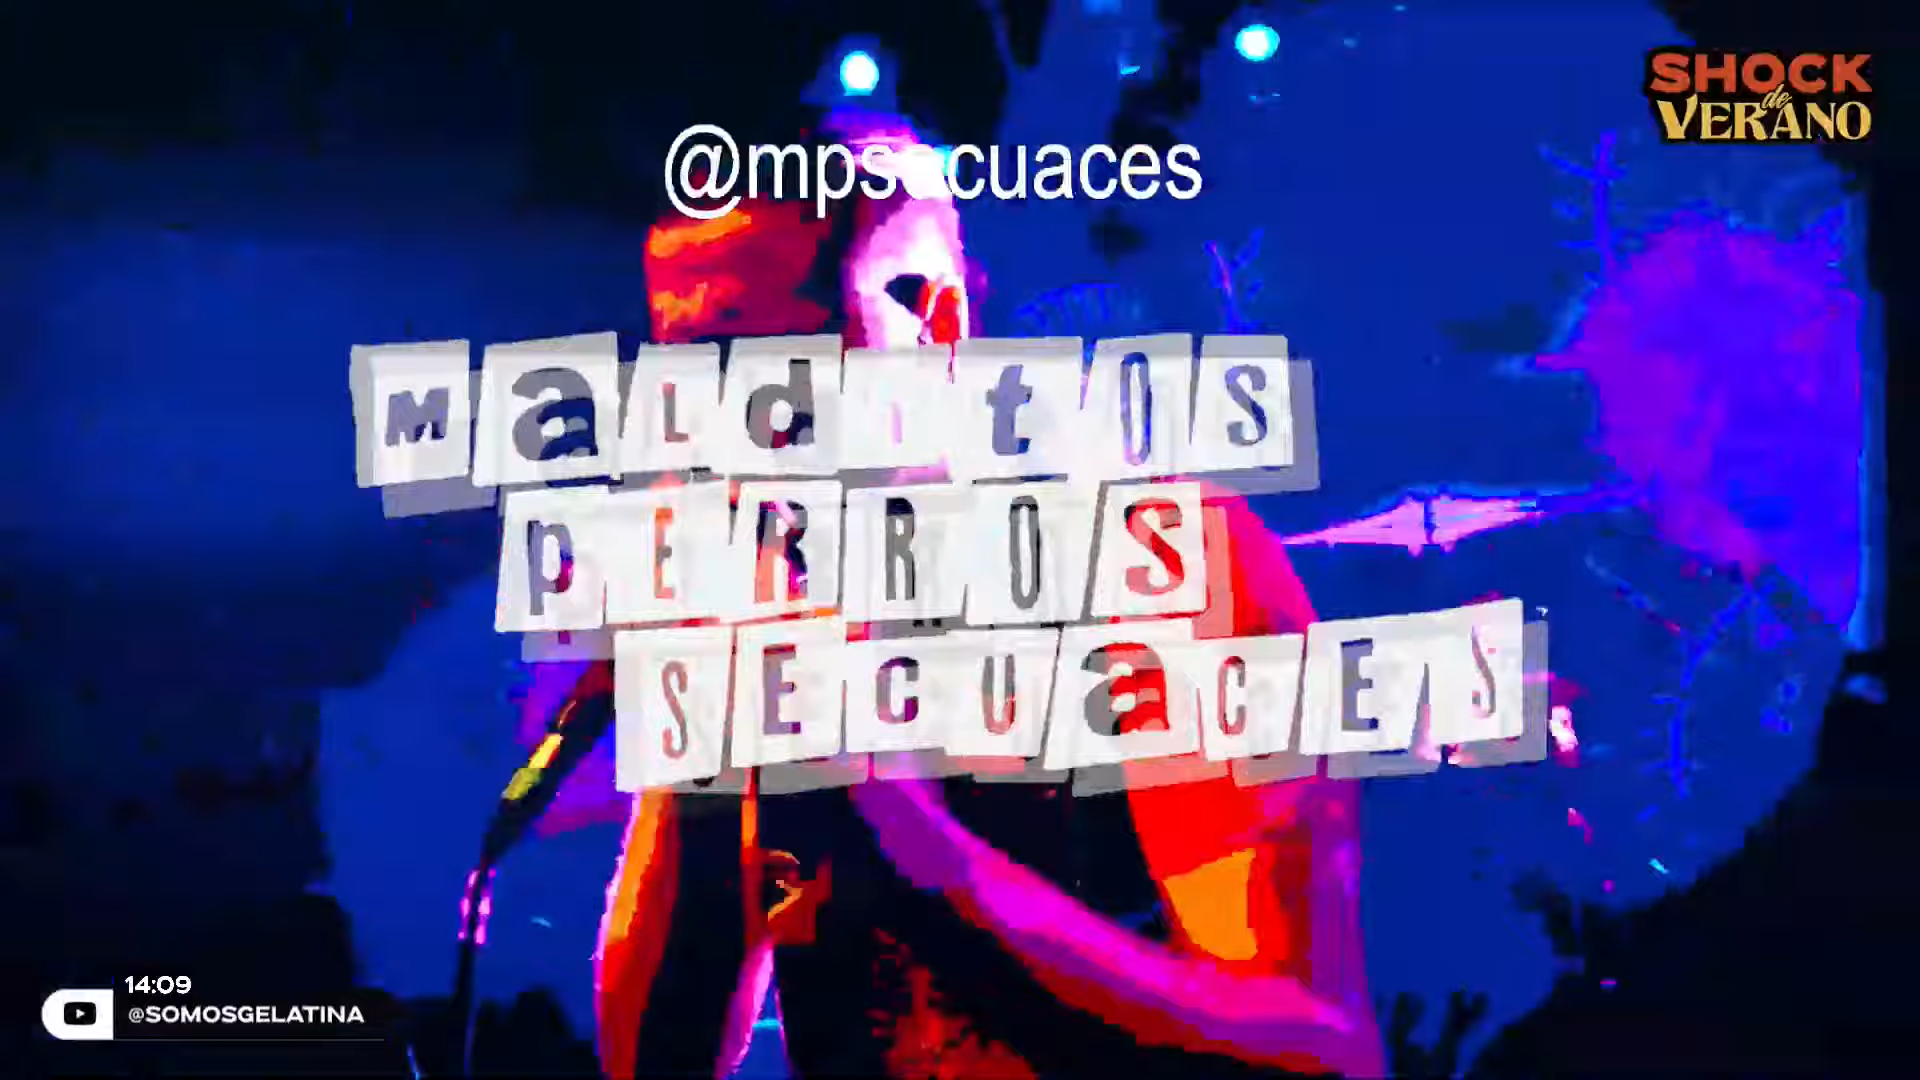 SHOCK
de
VERANO
@mpsecuaces
MaLdItOS
pERROS
SEcUaCES
14:09
@SOMOSGELATINA